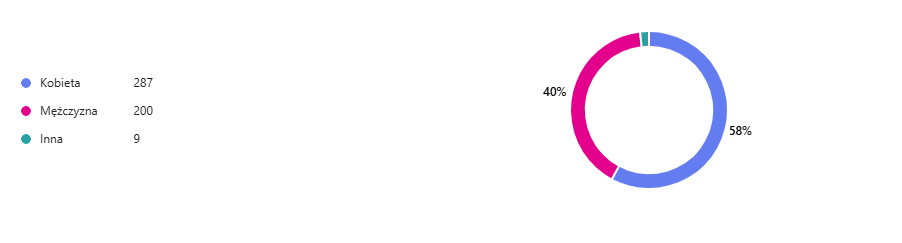 Kobieta 287
Mężczyzna 200
Inna 9
40%
58%